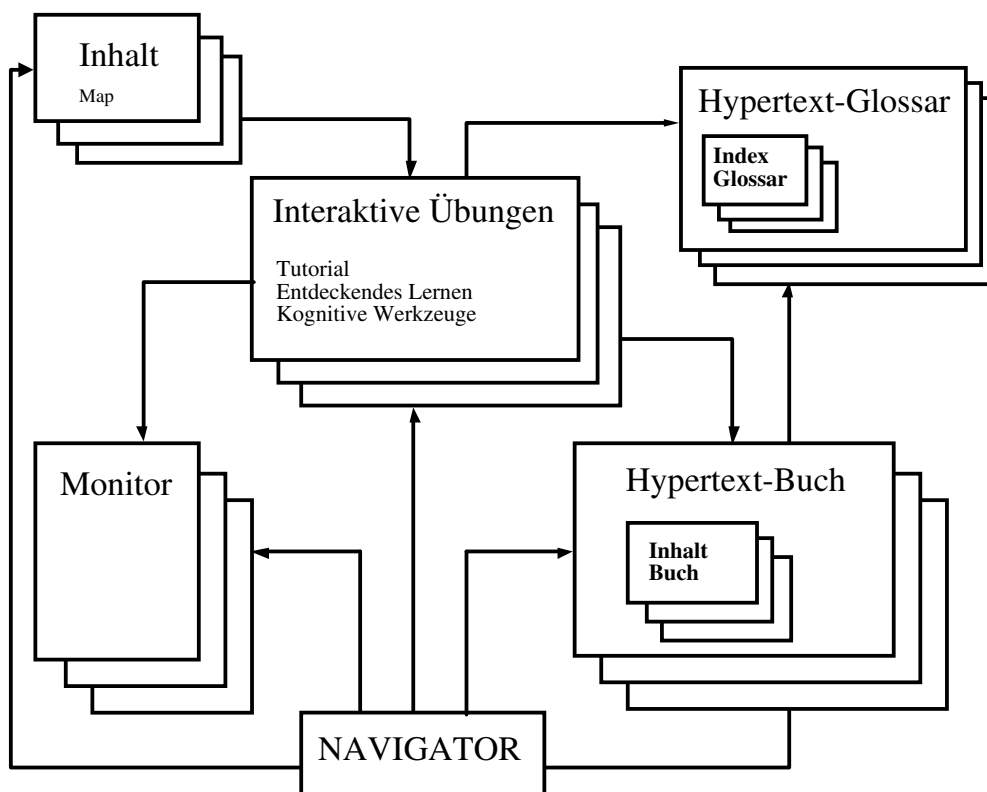 Inhalt
Map
Hypertext-Glossar
Index
Glossar
Interaktive Übungen
Tutorial
Entdeckendes Lernen
Kognitive Werkzeuge
Monitor
Hypertext-Buch
Inhalt
Buch
NAVIGATOR